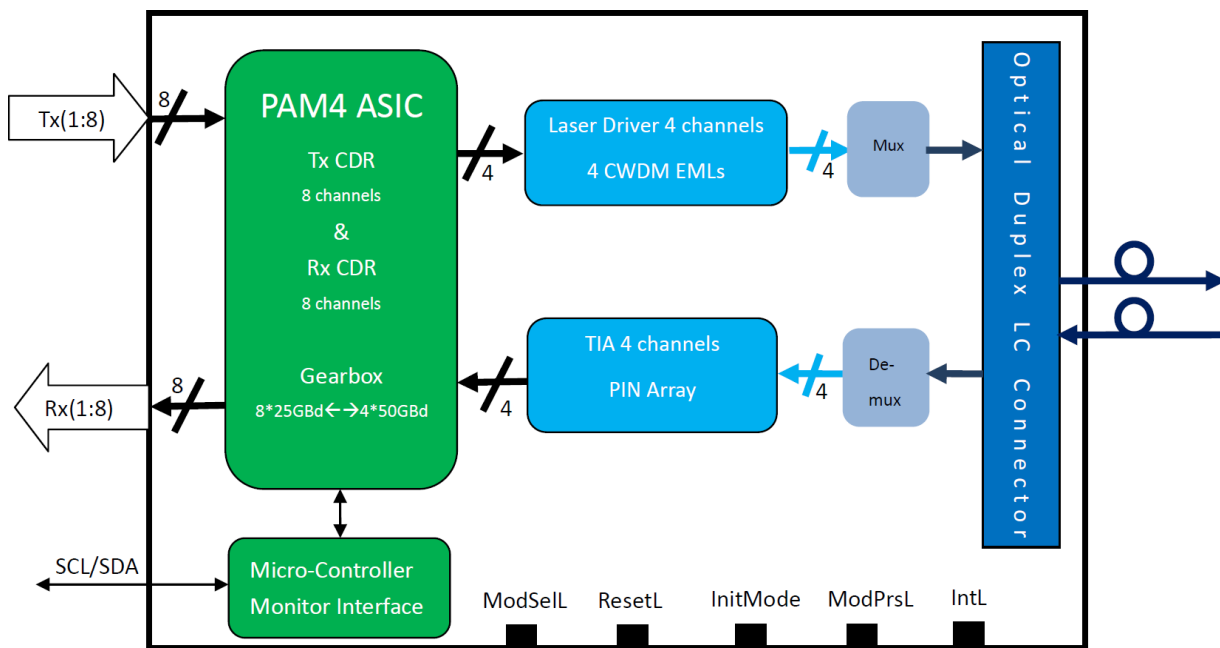 Tx(1:8)
8
PAM4 ASIC
Tx CDR
8 channels
&
Rx CDR
8 channels
Gearbox
8*25GBd←→4*50GBd
4
Laser Driver 4 channels
4 CWDM EMLs
4
Mux
Optical Duplex LC Connector
TIA 4 channels
PIN Array
4
De-
mux
4
8
Rx(1:8)
SCL/SDA
Micro-Controller
Monitor Interface
ModSelL
ResetL
InitMode
ModPrsL
IntL